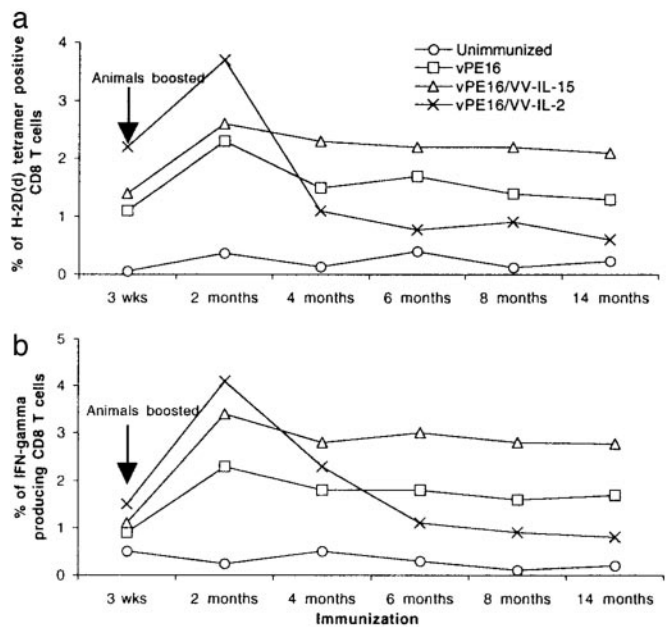 a
4
3
2
1
0
% of H-2D(d) tetramer positive
CD8 T cells
Animals boosted
Unimmunized
vPE16
vPE16/VV-IL-15
vPE16/VV-IL-2
3 wks 2 months 4 months 6 months 8 months 14 months
b
5
4
3
2
1
0
% of IFN-gamma
producing CD8 T cells
Animals boosted
3 wks 2 months 4 months 6 months 8 months 14 months
Immunization